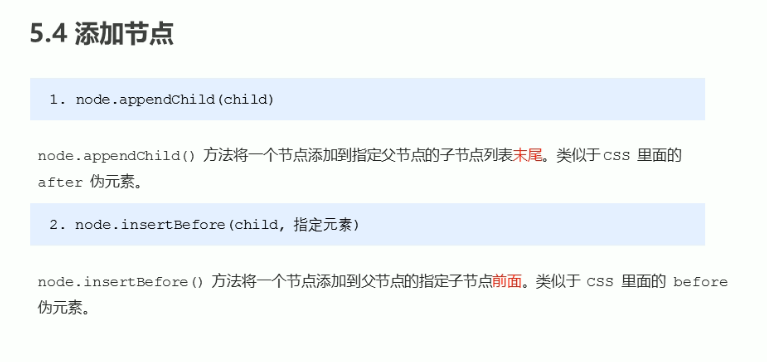 5.4 添加节点
1. node.appendChild(child)
node.appendChild() 方法将一个节点添加到指定父节点的子节点列表末尾。类似于 CSS 里面的
after 伪元素。
2. node.insertBefore(child, 指定元素)
node.insertBefore() 方法将一个节点添加到父节点的指定子节点前面。类似于 CSS 里面的 before
伪元素。